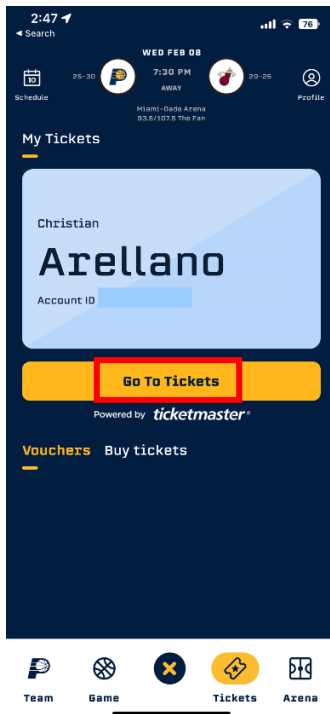 2:47
76
◀ Search
WED FEB 08
25-30
7:30 PM
29-25
10
AWAY
Schedule
Profile
Miami-Dade Arena
93.5/107.5 The Fan
My Tickets
Christian
Arellano
Account ID
Go To Tickets
Powered by ticketmaster®
Vouchers Buy tickets
Team Game Tickets Arena